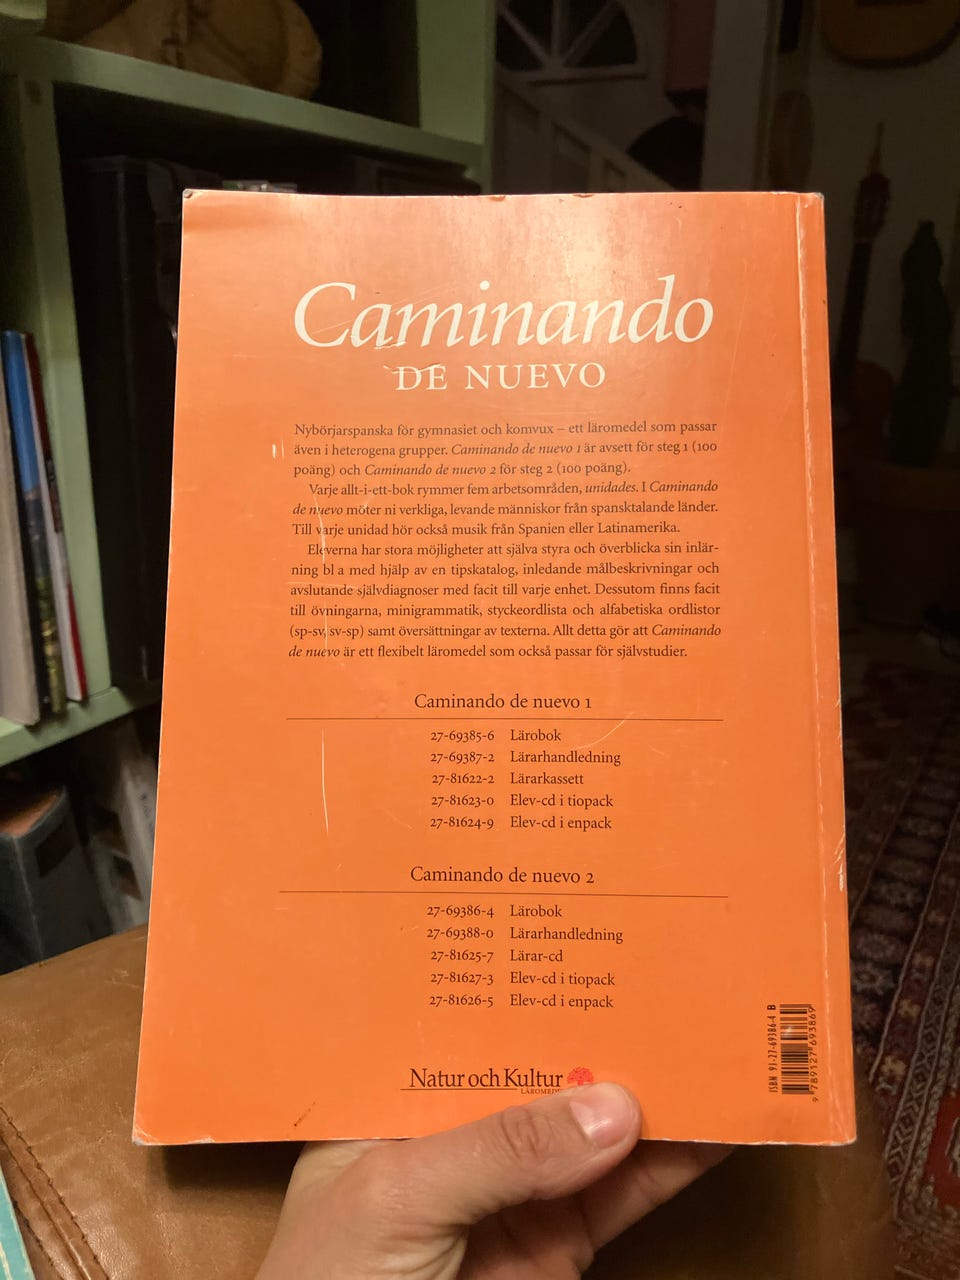 Caminando
DE NUEVO
Nybörjarspanska för gymnasiet och komvux – ett läromedel som passar
även i heterogena grupper. Caminando de nuevo 1 är avsett för steg 1 (100
poäng) och Caminando de nuevo 2 för steg 2 (100 poäng).
Varje allt-i-ett-bok rymmer fem arbetsområden, unidades. I Caminando
de nuevo möter ni verkliga, levande människor från spansktalande länder.
Till varje unidad hör också musik från Spanien eller Latinamerika.
Eleverna har stora möjligheter att själva styra och överblicka sin inlär-
ning bl a med hjälp av en tipskatalog, inledande målbeskrivningar och
avslutande självdiagnoser med facit till varje enhet. Dessutom finns facit
till övningarna, minigrammatik, styckeordlista och alfabetiska ordlistor
(sp-sv, sv-sp) samt översättningar av texterna. Allt detta gör att Caminando
de nuevo är ett flexibelt läromedel som också passar för självstudier.
Caminando de nuevo 1
27-69385-6 Lärobok
27-69387-2 Lärarhandledning
27-81622-2 Lärarkassett
27-81623-0 Elev-cd i tiopack
27-81624-9 Elev-cd i enpack
Caminando de nuevo 2
27-69386-4 Lärobok
27-69388-0 Lärarhandledning
27-81625-7 Lärar-cd
27-81627-3 Elev-cd i tiopack
27-81626-5 Elev-cd i enpack
ISBN 91-27-69386-4 B
9 789127 693869
Natur och Kultur